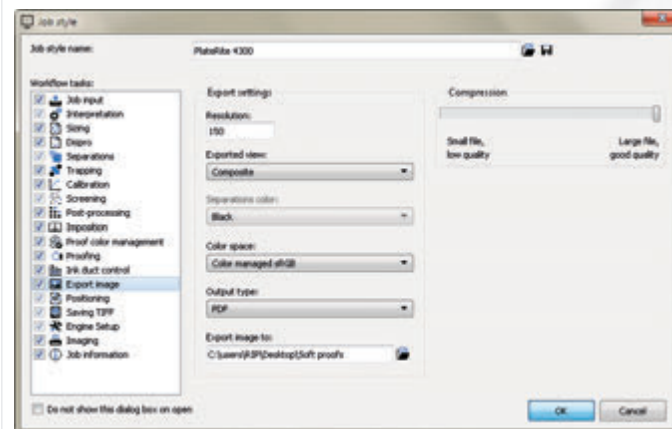 Job style
Job style name:
PlateRite 4300
Workflow tasks:
Job input
Interpretation
Sizing
Dispro
Separations
Trapping
Calibration
Screening
Post-processing
Imposition
Proof color management
Proofing
Ink duct control
Export image
Positioning
Saving TIFF
Engine Setup
Imaging
Job information
Export settings
Resolution:
150
Exported view:
Composite
Separations color:
Black
Color space:
Color managed sRGB
Output type:
PDF
Export image to:
C:\users\RIP\Desktop\Soft proofs
Compression
Small file,
low quality
Large file,
good quality
Do not show this dialog box on open
OK
Cancel